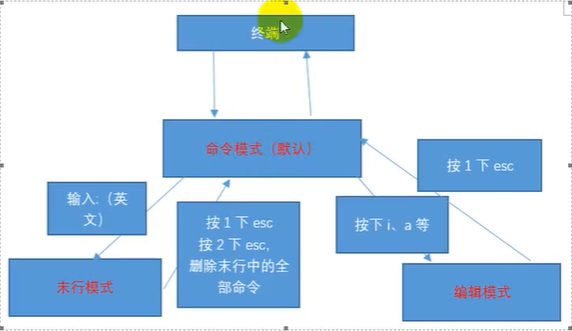 终端
命令模式（默认）
按 1 下 esc
输入:（英
文）
按 1 下 esc
按 2 下 esc,
删除末行中的全
部命令
按下 i、a 等
末行模式
编辑模式